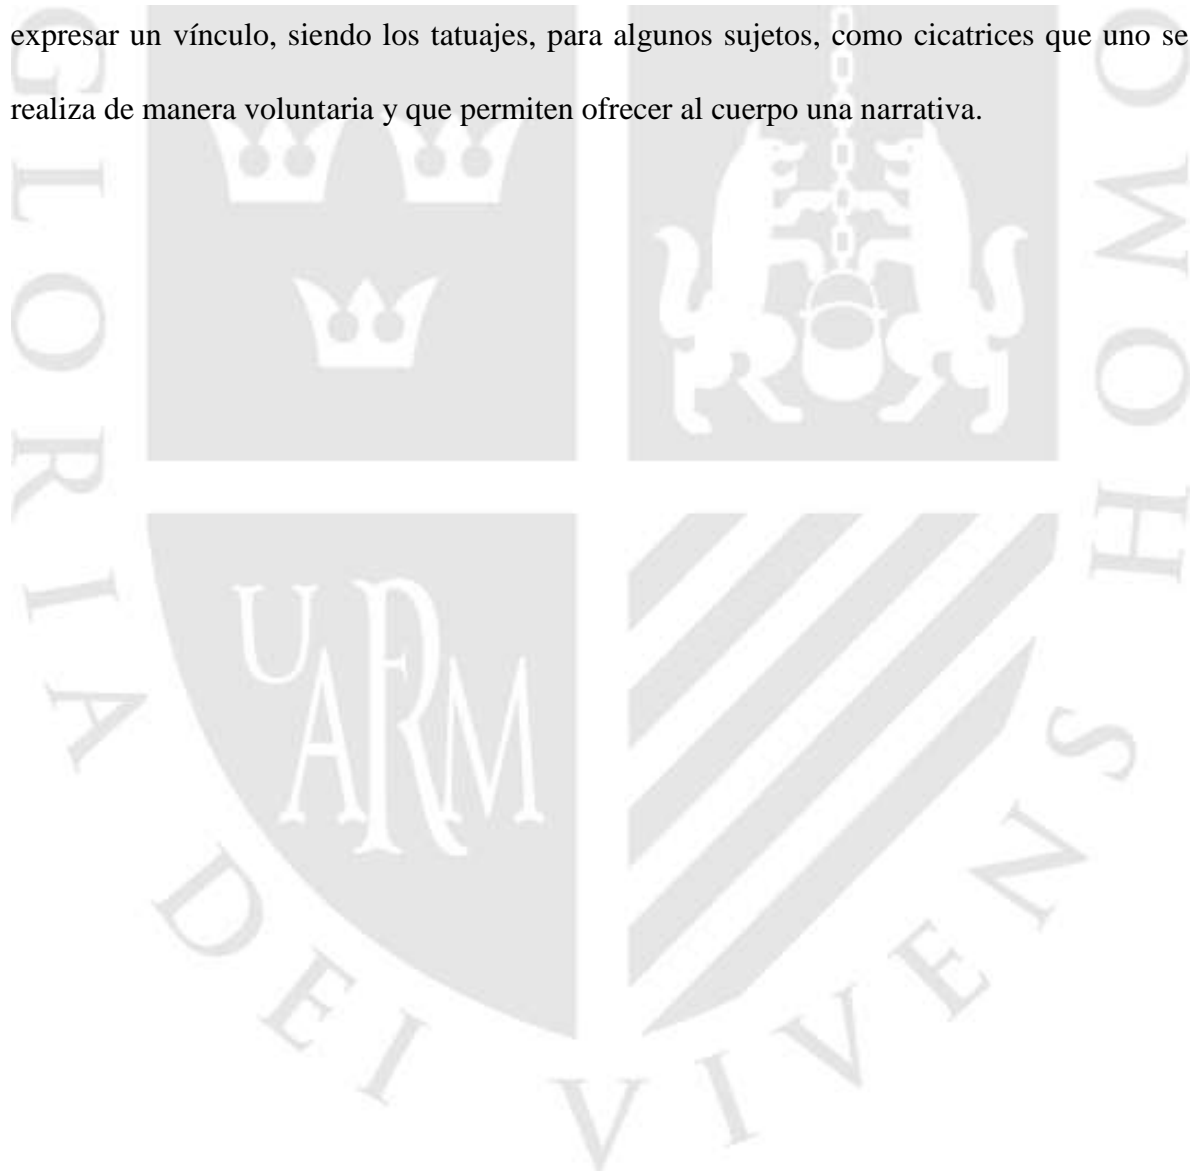 expresar un vínculo, siendo los tatuajes, para algunos sujetos, como cicatrices que uno se
realiza de manera voluntaria y que permiten ofrecer al cuerpo una narrativa.
GLORIA DEI VIVENS HOMO
UARM